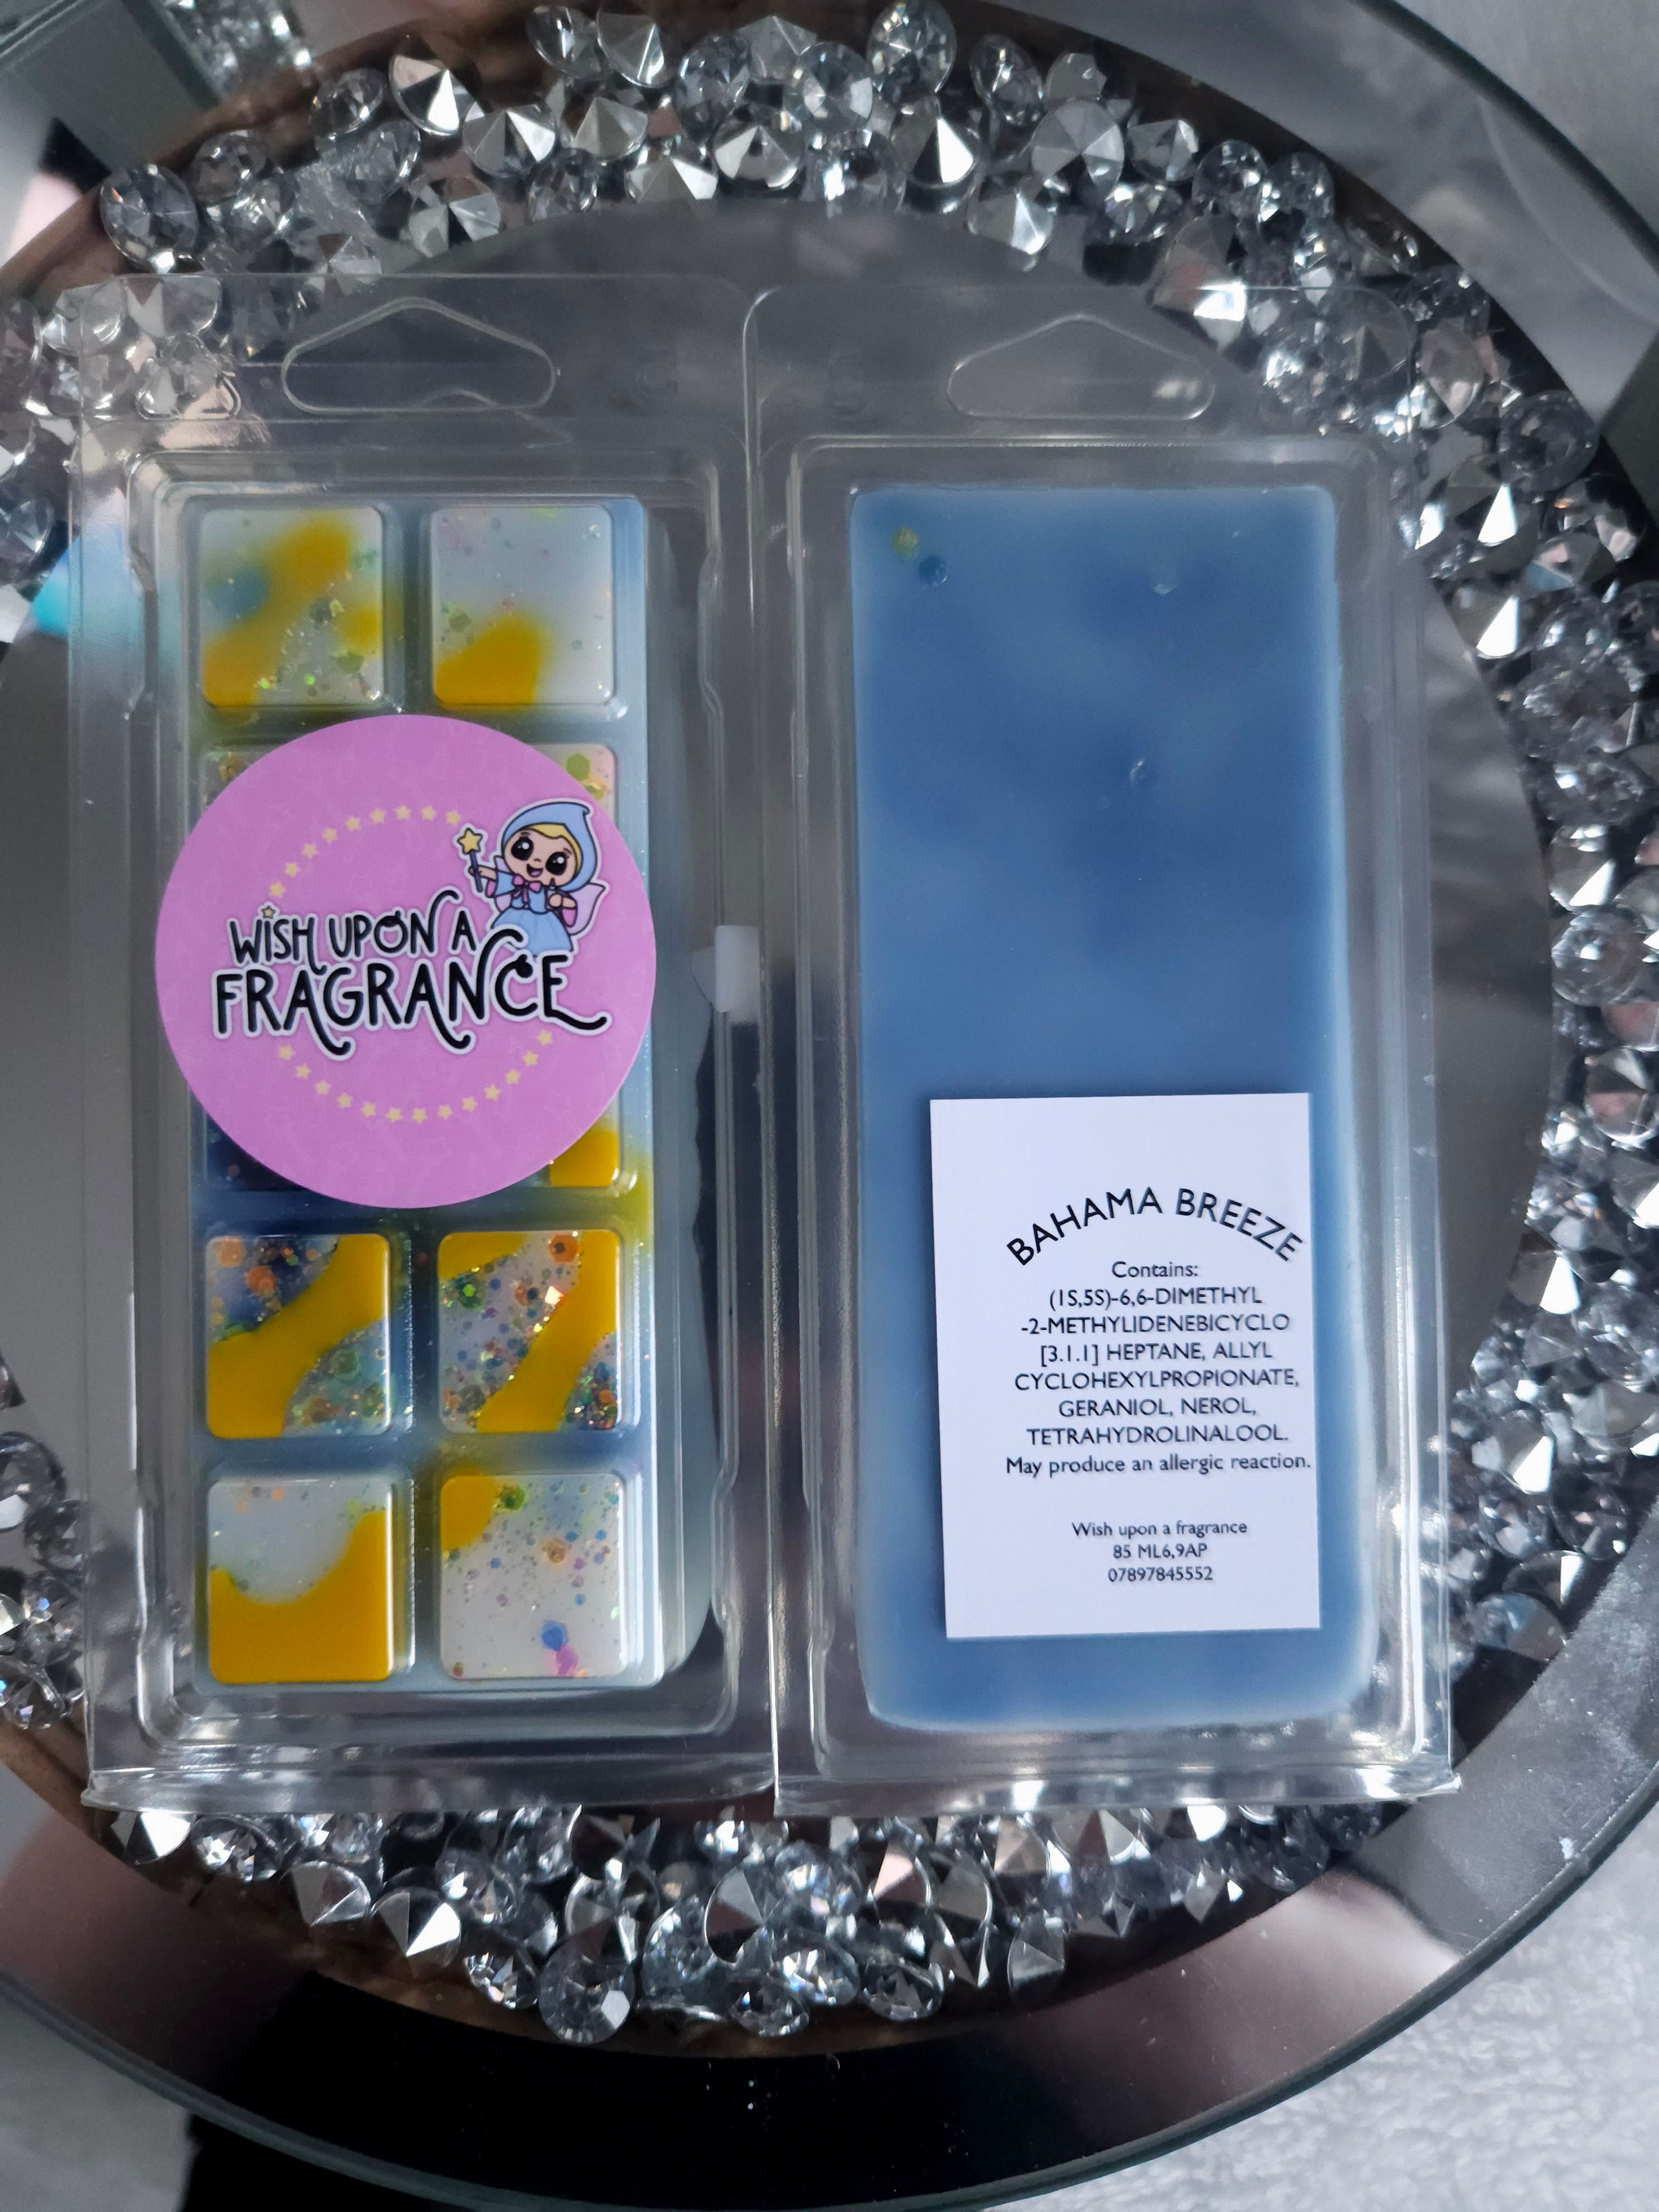 WISH UPON A
FRAGRANCE
BAHAMA BREEZE
Contains:
(1S,5S)-6,6-DIMETHYL
-2-METHYLIDENEBICYCLO
[3.1.1] HEPTANE, ALLYL
CYCLOHEXYLPROPIONATE,
GERANIOL, NEROL,
TETRAHYDROLINALOOL.
May produce an allergic reaction.
Wish upon a fragrance
85 ML6,9AP
07897845552